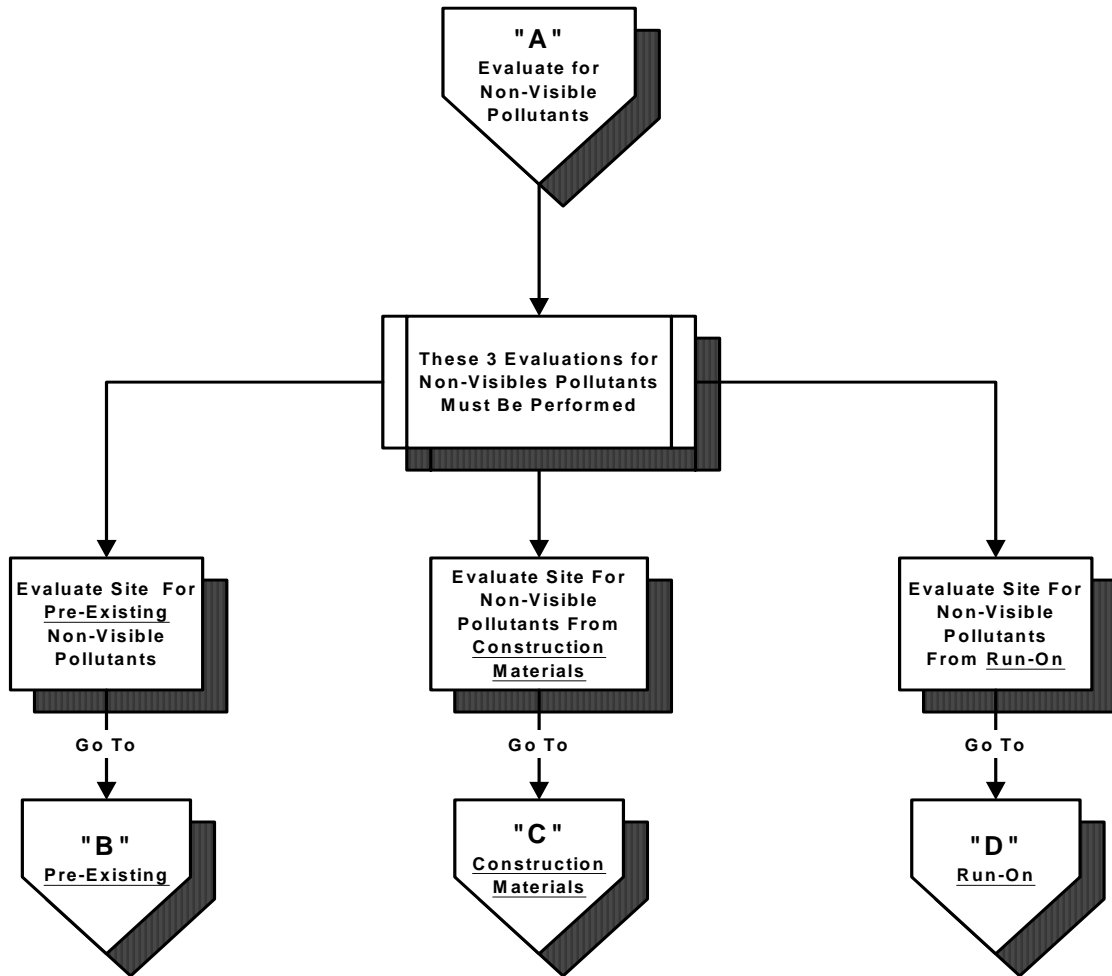 "A"
Evaluate for
Non-Visible
Pollutants
These 3 Evaluations for
Non-Visibles Pollutants
Must Be Performed
Evaluate Site For
Pre-Existing
Non-Visible
Pollutants
Evaluate Site For
Non-Visible
Pollutants From
Construction
Materials
Evaluate Site For
Non-Visible
Pollutants
From Run-On
Go To
Go To
Go To
"B"
Pre-Existing
"C"
Construction
Materials
"D"
Run-On